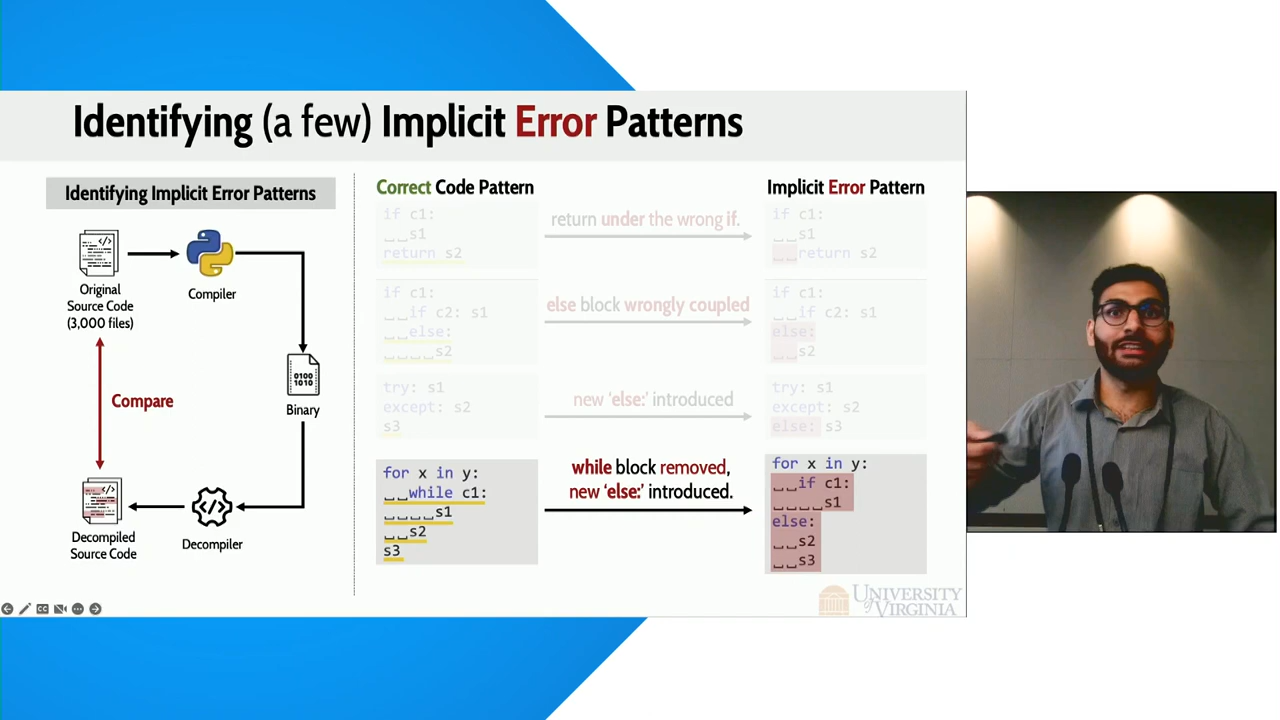 Identifying (a few) Implicit Error Patterns
Identifying Implicit Error Patterns
Original
Source Code
(3,000 files)
Compiler
Compare
0100
1010
Binary
Decompiled
Source Code
Decompiler
Correct Code Pattern
Implicit Error Pattern
if c1:
␣␣s1
return s2
return under the wrong if.
if c1:
␣␣s1
␣␣return s2
if c1:
␣␣if c2: s1
␣␣else:
␣␣␣␣s2
else block wrongly coupled
if c1:
␣␣if c2: s1
else:
␣␣s2
try: s1
except: s2
s3
new 'else:' introduced
try: s1
except: s2
else: s3
for x in y:
␣␣while c1:
␣␣␣␣s1
␣␣s2
s3
while block removed,
new 'else:' introduced.
for x in y:
␣␣if c1:
␣␣␣␣s1
else:
␣␣s2
␣␣s3
CC
UNIVERSITY
of VIRGINIA